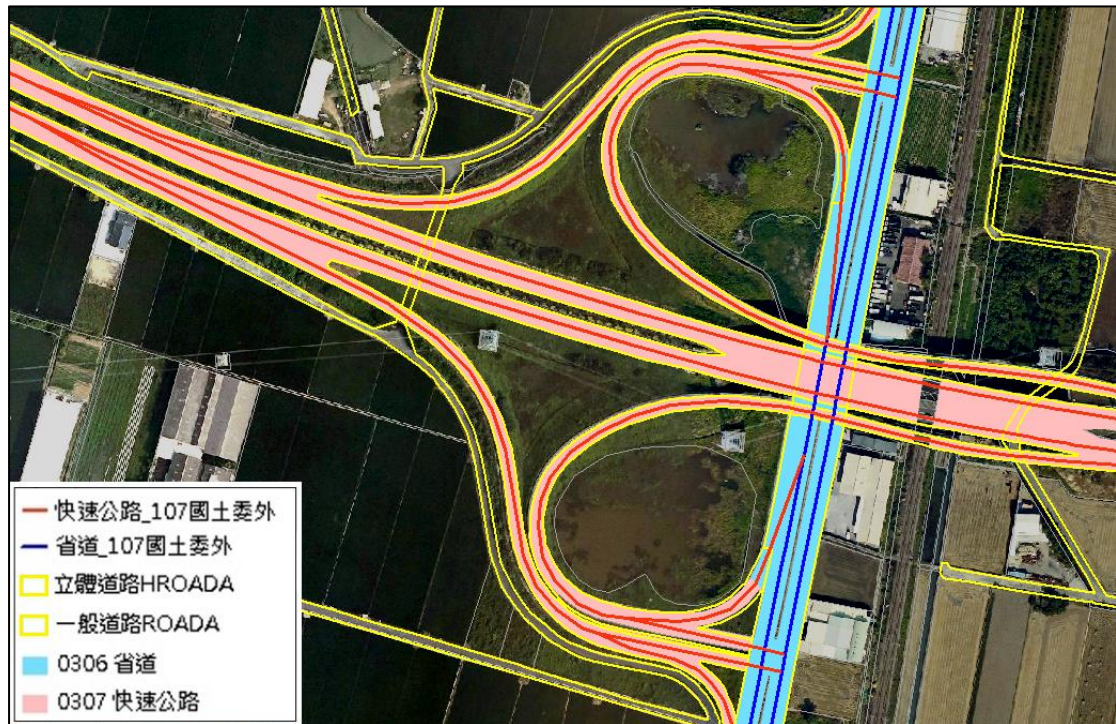 快速公路_107國土委外
省道_107國土委外
立體道路HROADA
一般道路ROADA
0306 省道
0307 快速公路